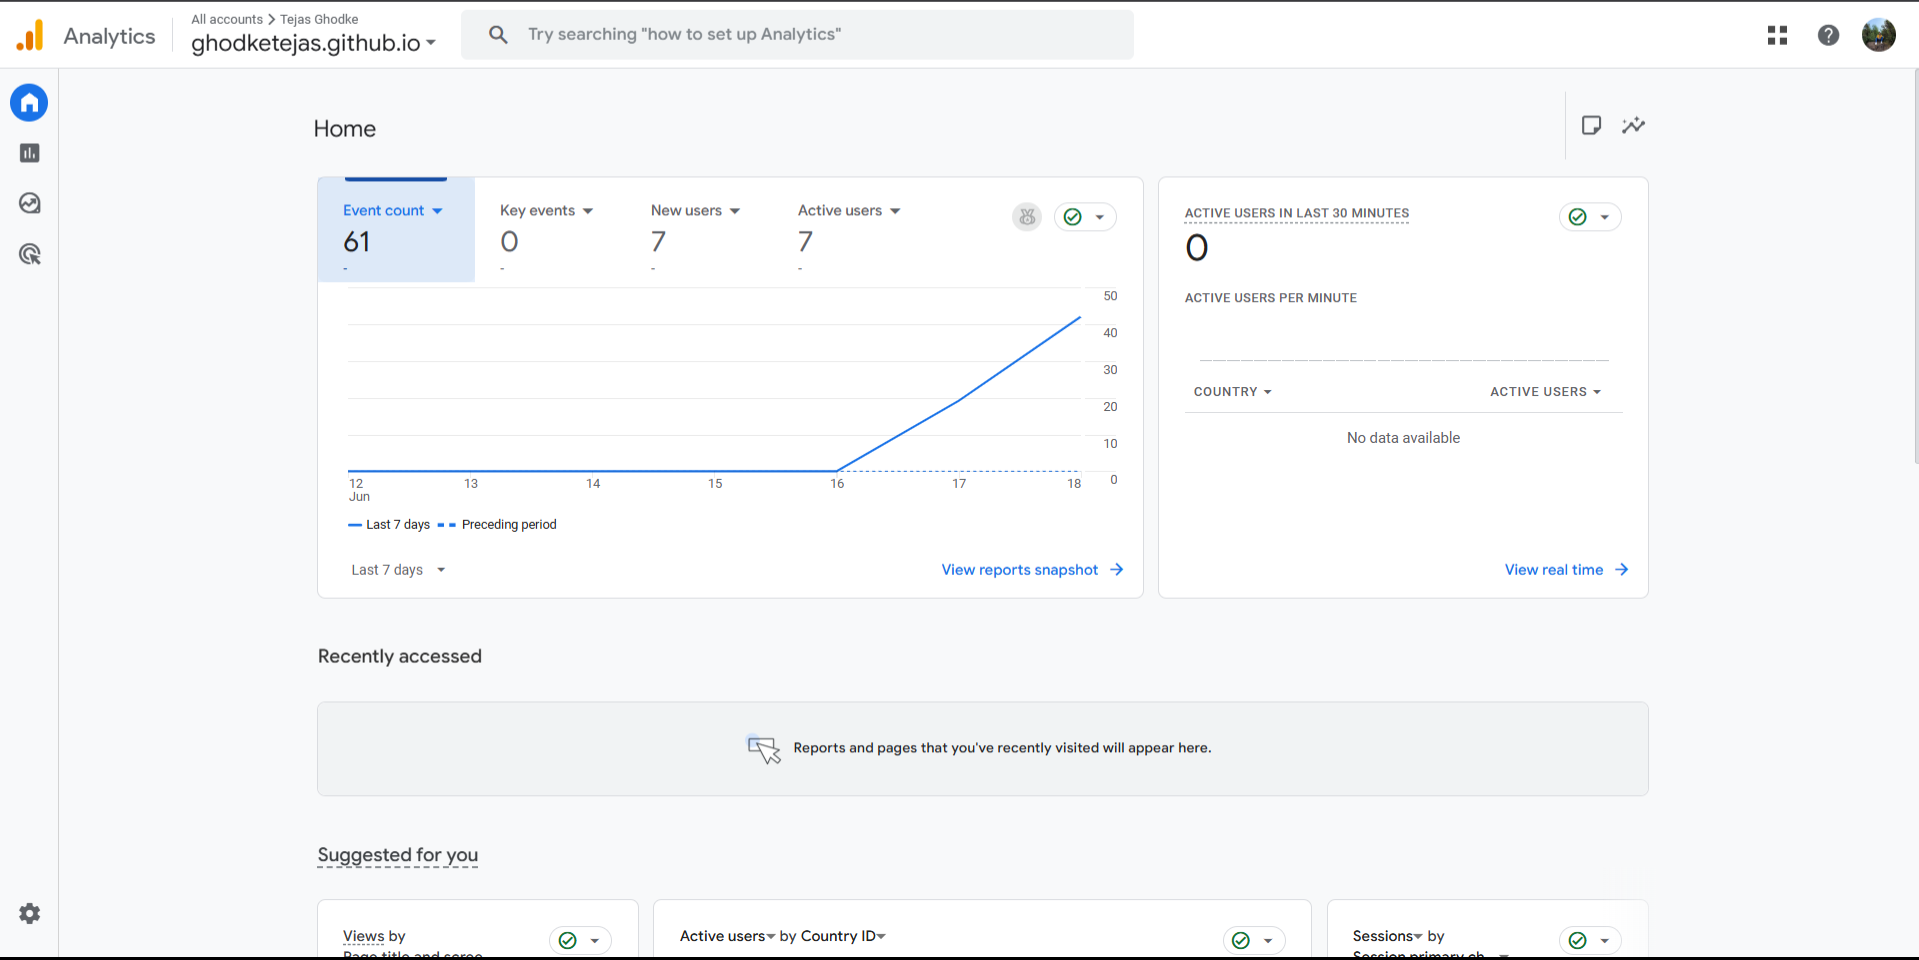 All accounts > Tejas Ghodke
Analytics
ghodketejas.github.io
Try searching "how to set up Analytics"
Home
Event count
61
-
Key events
0
-
New users
7
-
Active users
7
-
50
40
30
20
10
0
12
Jun
13
14
15
16
17
18
Last 7 days
Preceding period
Last 7 days
View reports snapshot
ACTIVE USERS IN LAST 30 MINUTES
0
ACTIVE USERS PER MINUTE
COUNTRY
ACTIVE USERS
No data available
View real time
Recently accessed
Reports and pages that you've recently visited will appear here.
Suggested for you
Views by
Page title and scree
Active users by Country ID
Sessions by
Session primary ch